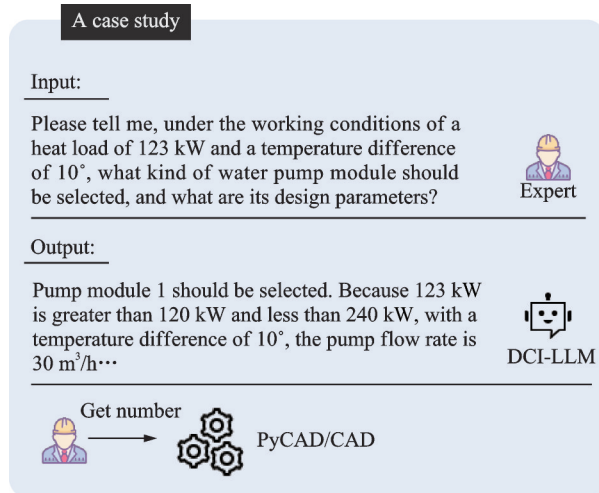 A case study
Input:
Please tell me, under the working conditions of a
heat load of 123 kW and a temperature difference
of 10˚, what kind of water pump module should
be selected, and what are its design parameters?
Expert
Output:
Pump module 1 should be selected. Because 123 kW
is greater than 120 kW and less than 240 kW, with a
temperature difference of 10˚, the pump flow rate is
30 m³/h⋯
DCI-LLM
Get number
PyCAD/CAD